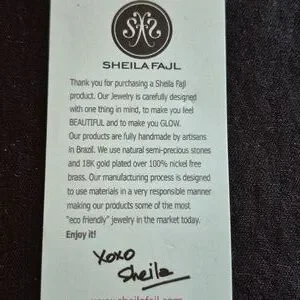 SHEILA FAJL
Thank you for purchasing a Sheila Fajl
product. Our Jewelry is carefully designed
with one thing in mind, to make you feel
BEAUTIFUL and to make you GLOW.
Our products are fully handmade by artisans
in Brazil. We use natural semi-precious stones
and 18K gold plated over 100% nickel free
brass. Our manufacturing process is designed
to use materials in a very responsible manner
making our products some of the most
"eco friendly" jewelry in the market today.
Enjoy it!
xoxo
Sheila
www.sheilafajl.com